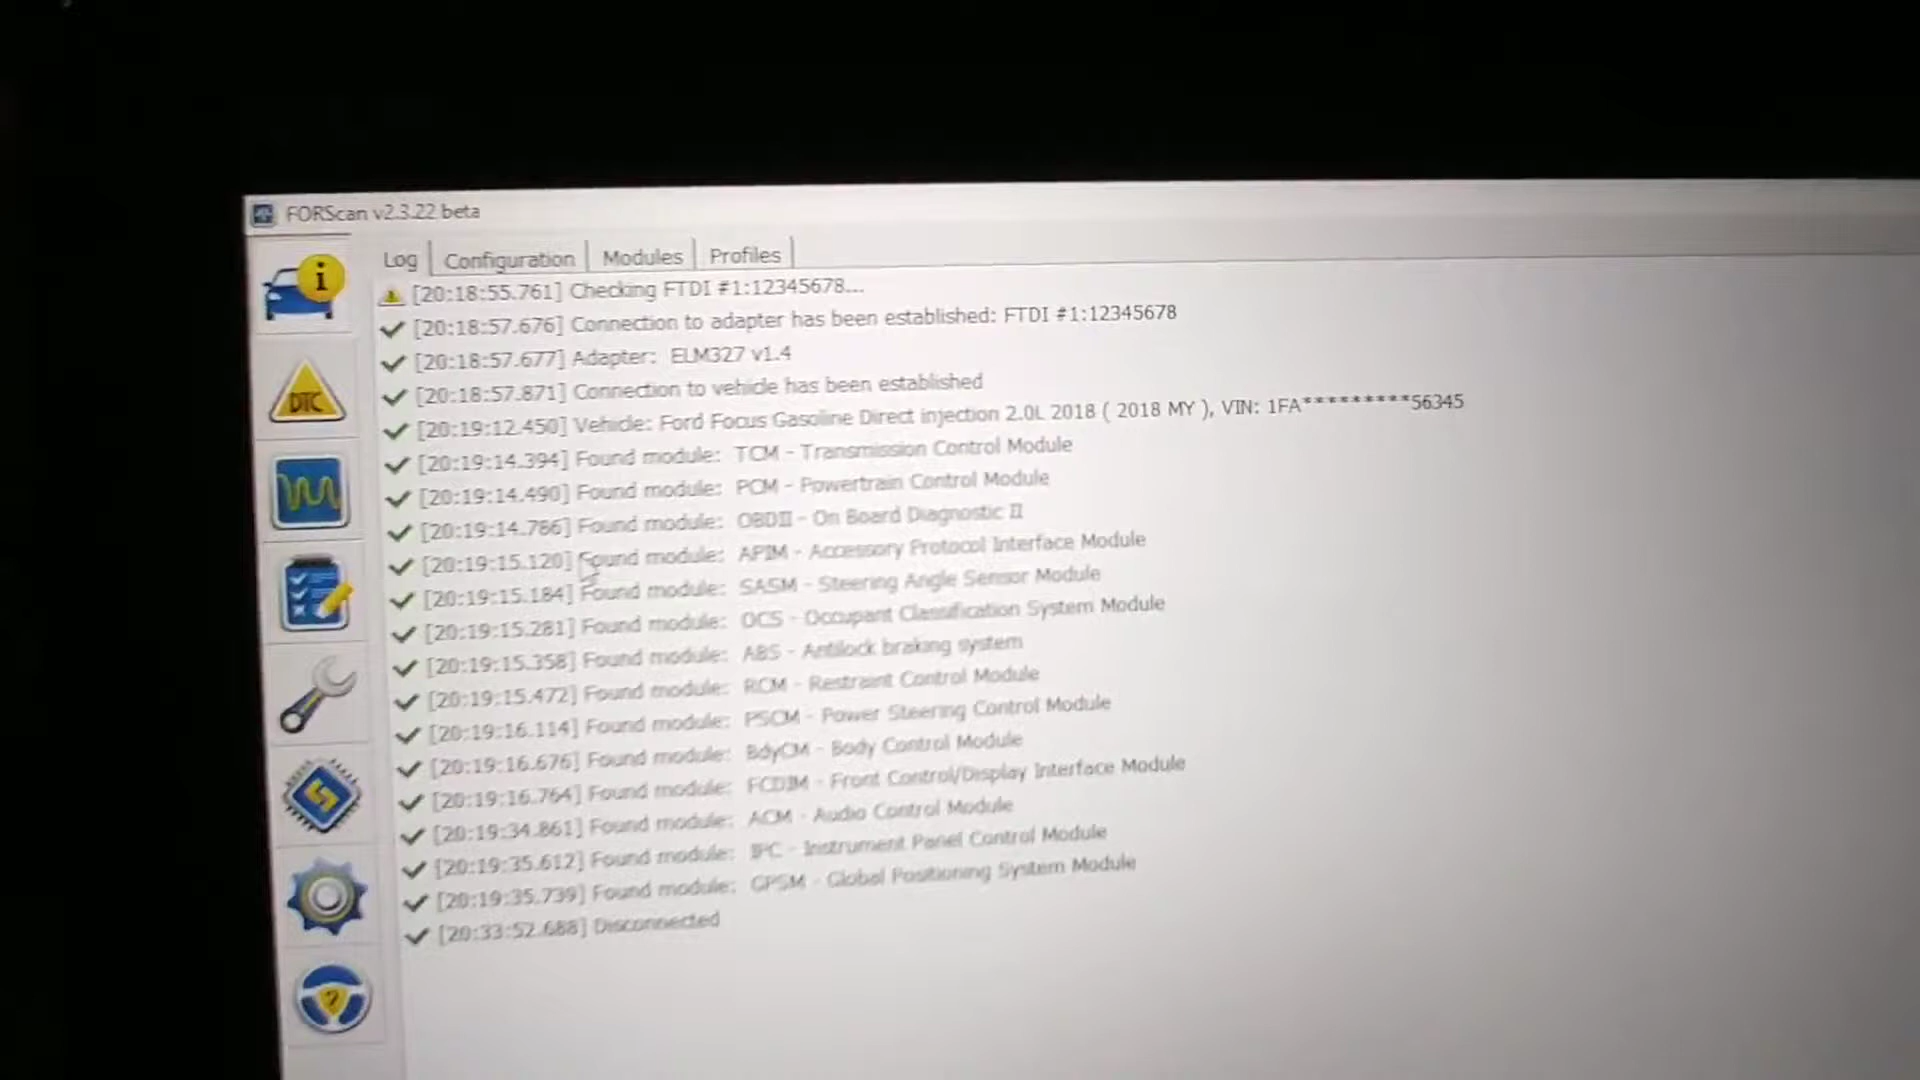 FORScan v2.3.22 beta
Log Configuration Modules Profiles
[20:18:55.761] Checking FTDI #1:12345678...
[20:18:57.676] Connection to adapter has been established: FTDI #1:12345678
[20:18:57.677] Adapter: ELM327 v1.4
[20:18:57.871] Connection to vehicle has been established
[20:19:12.450] Vehicle: Ford Focus Gasoline Direct injection 2.0L 2018 ( 2018 MY ), VIN: 1FA*********56345
[20:19:14.394] Found module: TCM - Transmission Control Module
[20:19:14.490] Found module: PCM - Powertrain Control Module
[20:19:14.786] Found module: OBDII - On Board Diagnostic II
[20:19:15.120] Found module: APIM - Accessory Protocol Interface Module
[20:19:15.184] Found module: SASM - Steering Angle Sensor Module
[20:19:15.281] Found module: OCS - Occupant Classification System Module
[20:19:15.358] Found module: ABS - Antilock braking system
[20:19:15.472] Found module: RCM - Restraint Control Module
[20:19:16.114] Found module: PSCM - Power Steering Control Module
[20:19:16.676] Found module: BdyCM - Body Control Module
[20:19:16.764] Found module: FCDIM - Front Control/Display Interface Module
[20:19:34.861] Found module: ACM - Audio Control Module
[20:19:35.612] Found module: IPC - Instrument Panel Control Module
[20:19:35.739] Found module: GPSM - Global Positioning System Module
[20:33:52.688] Disconnected
i
DTC
?